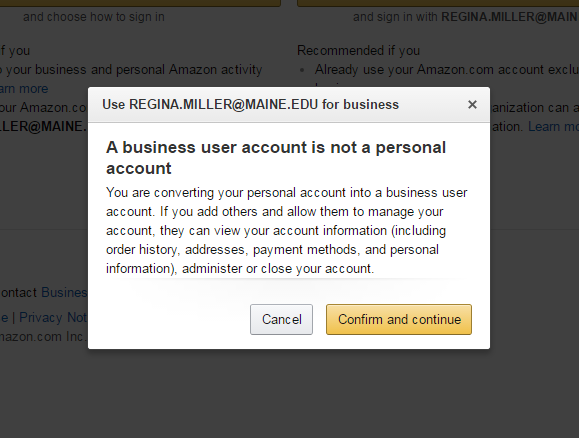 and choose how to sign in
and sign in with REGINA.MILLER@MAIN
if you
Recommended if you
o your business and personal Amazon activity
Already use your Amazon.com account exclu
arn more
our Amazon.co
ganization can a
LLER@MAINE.
ation. Learn mo
Use REGINA.MILLER@MAINE.EDU for business
A business user account is not a personal
account
You are converting your personal account into a business user
account. If you add others and allow them to manage your
account, they can view your account information (including
order history, addresses, payment methods, and personal
information), administer or close your account.
Cancel
Confirm and continue
ontact Busines
e | Privacy Not
mazon.com Inc.